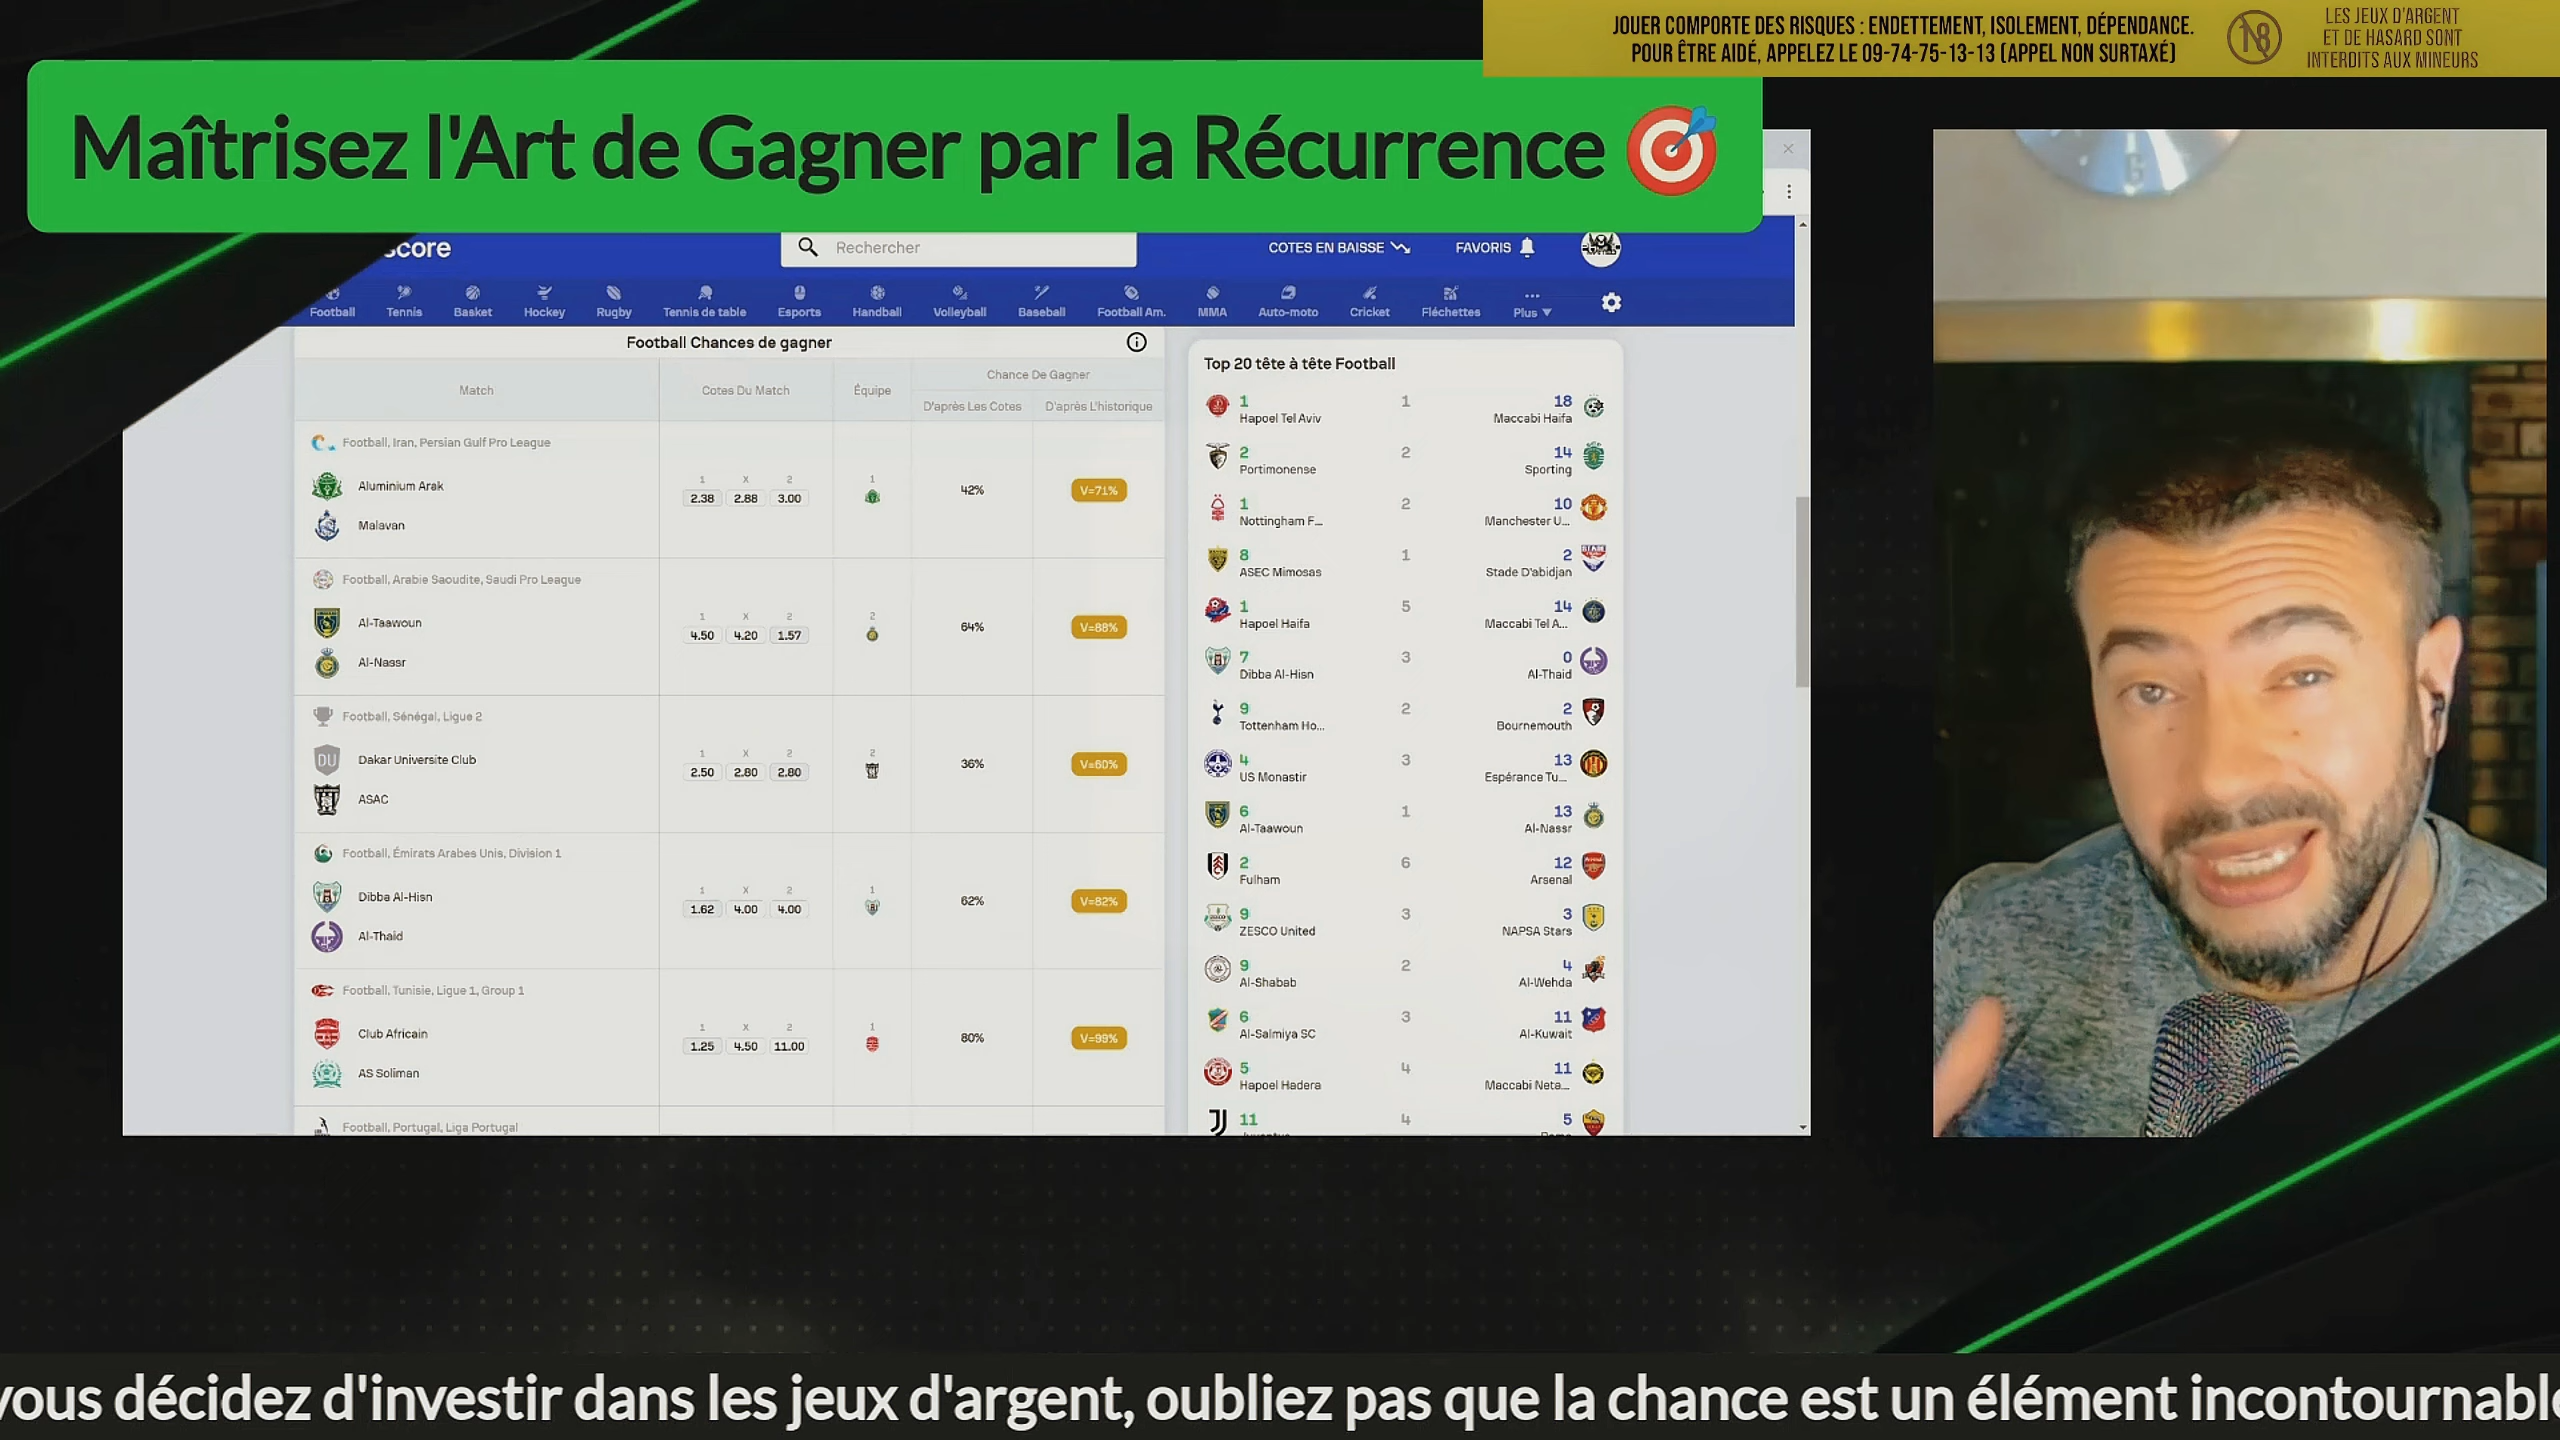 JOUER COMPORTE DES RISQUES : ENDETTEMENT, ISOLEMENT, DÉPENDANCE.
POUR ÊTRE AIDÉ, APPELEZ LE 09-74-75-13-13 (APPEL NON SURTAXÉ)
18
LES JEUX D'ARGENT
ET DE HASARD SONT
INTERDITS AUX MINEURS
Maîtrisez l'Art de Gagner par la Récurrence
score
Rechercher
COTES EN BAISSE
FAVORIS
Football Tennis Basket Hockey Rugby Tennis de table Esports Handball Volleyball Baseball Football Am. MMA Auto-moto Cricket Fléchettes Plus
Football Chances de gagner
Match
Cotes Du Match
Équipe
Chance De Gagner
D'après Les Cotes
D'après L'historique
Football, Iran, Persian Gulf Pro League
Aluminium Arak
Malavan
1 X 2
2.38 2.88 3.00
1
42%
V=71%
Football, Arabie Saoudite, Saudi Pro League
Al-Taawoun
Al-Nassr
1 X 2
4.50 4.20 1.57
2
64%
V=88%
Football, Sénégal, Ligue 2
DU
Dakar Universite Club
ASAC
1 X 2
2.50 2.80 2.80
2
36%
V=60%
Football, Émirats Arabes Unis, Division 1
Dibba Al-Hisn
Al-Thaid
1 X 2
1.62 4.00 4.00
1
62%
V=82%
Football, Tunisie, Ligue 1, Group 1
Club Africain
AS Soliman
1 X 2
1.25 4.50 11.00
1
80%
V=99%
Football, Portugal, Liga Portugal
Top 20 tête à tête Football
1 1 18
Hapoel Tel Aviv Maccabi Haifa
2 2 14
Portimonense Sporting
1 2 10
Nottingham F... Manchester U...
8 1 2
ASEC Mimosas Stade D'abidjan
1 5 14
Hapoel Haifa Maccabi Tel A...
7 3 0
Dibba Al-Hisn Al-Thaid
9 2 2
Tottenham Ho... Bournemouth
4 3 13
US Monastir Espérance Tu...
6 1 13
Al-Taawoun Al-Nassr
2 6 12
Fulham Arsenal
9 3 3
ZESCO United NAPSA Stars
9 2 4
Al-Shabab Al-Wehda
6 3 11
Al-Salmiya SC Al-Kuwait
5 4 11
Hapoel Hadera Maccabi Neta...
11 4 5
vous décidez d'investir dans les jeux d'argent, oubliez pas que la chance est un élément incontournable